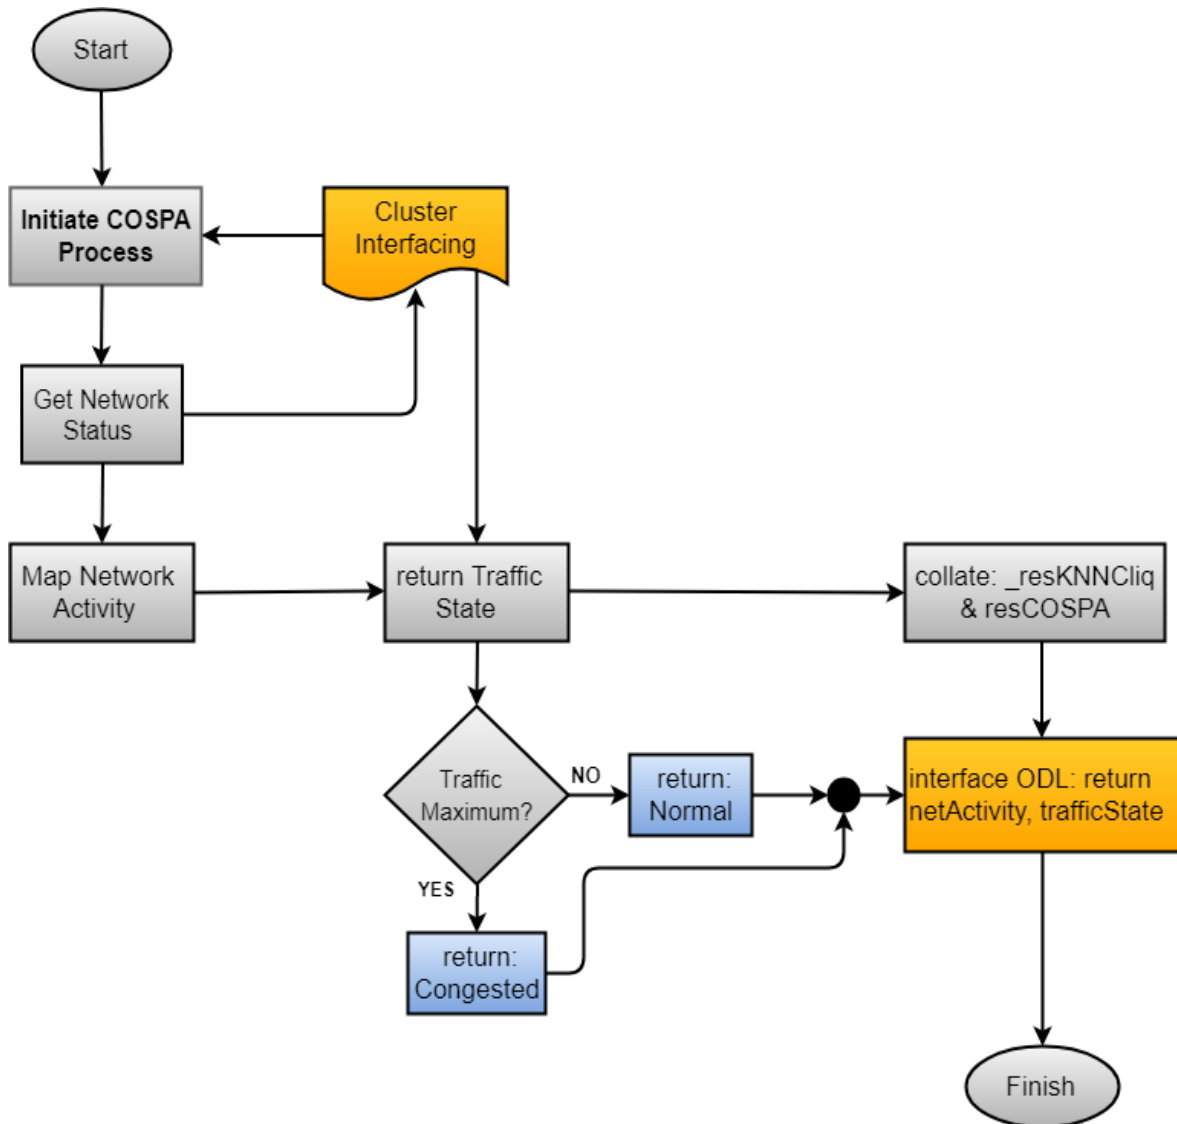 Start
Initiate COSPA
Process
Cluster
Interfacing
Get Network
Status
Map Network
Activity
return Traffic
State
collate: _resKNNCliq
& resCOSPA
Traffic
Maximum?
NO
return:
Normal
interface ODL: return
netActivity, trafficState
YES
return:
Congested
Finish